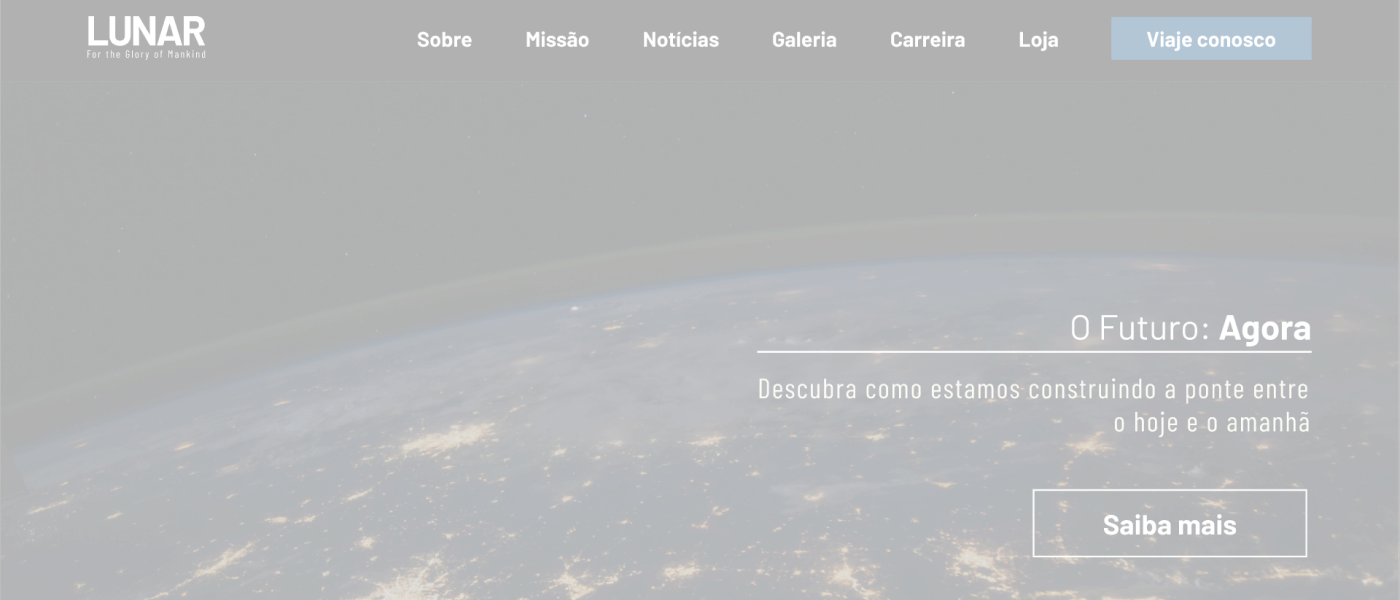 LUNAR
For the Glory of Mankind
Sobre
Missão
Notícias
Galeria
Carreira
Loja
Viaje conosco
O Futuro: Agora
Descubra como estamos construindo a ponte entre
o hoje e o amanhã
Saiba mais